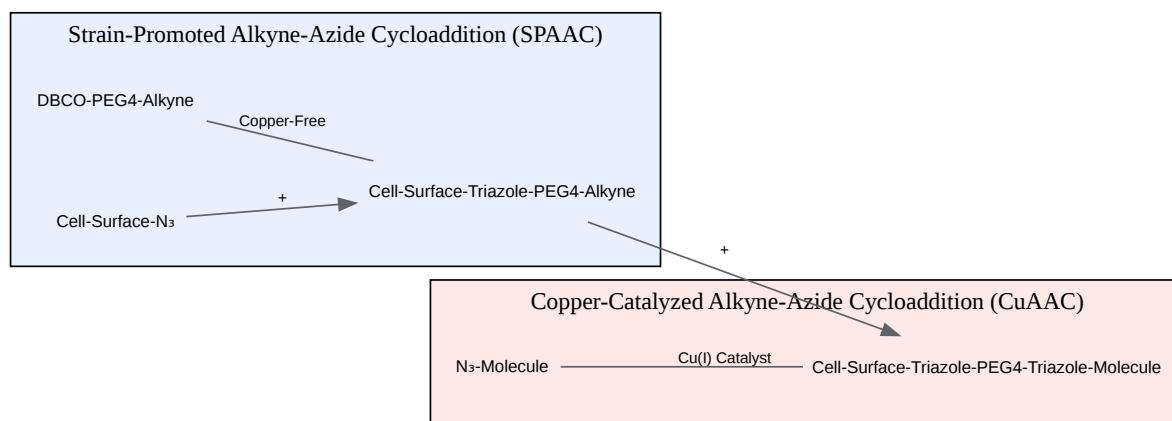 Strain-Promoted Alkyne-Azide Cycloaddition (SPAAC)
DBCO-PEG4-Alkyne
Copper-Free
Cell-Surface-Triazole-PEG4-Alkyne
+
Cell-Surface-N₃
+
Copper-Catalyzed Alkyne-Azide Cycloaddition (CuAAC)
N₃-Molecule
Cu(I) Catalyst
Cell-Surface-Triazole-PEG4-Triazole-Molecule